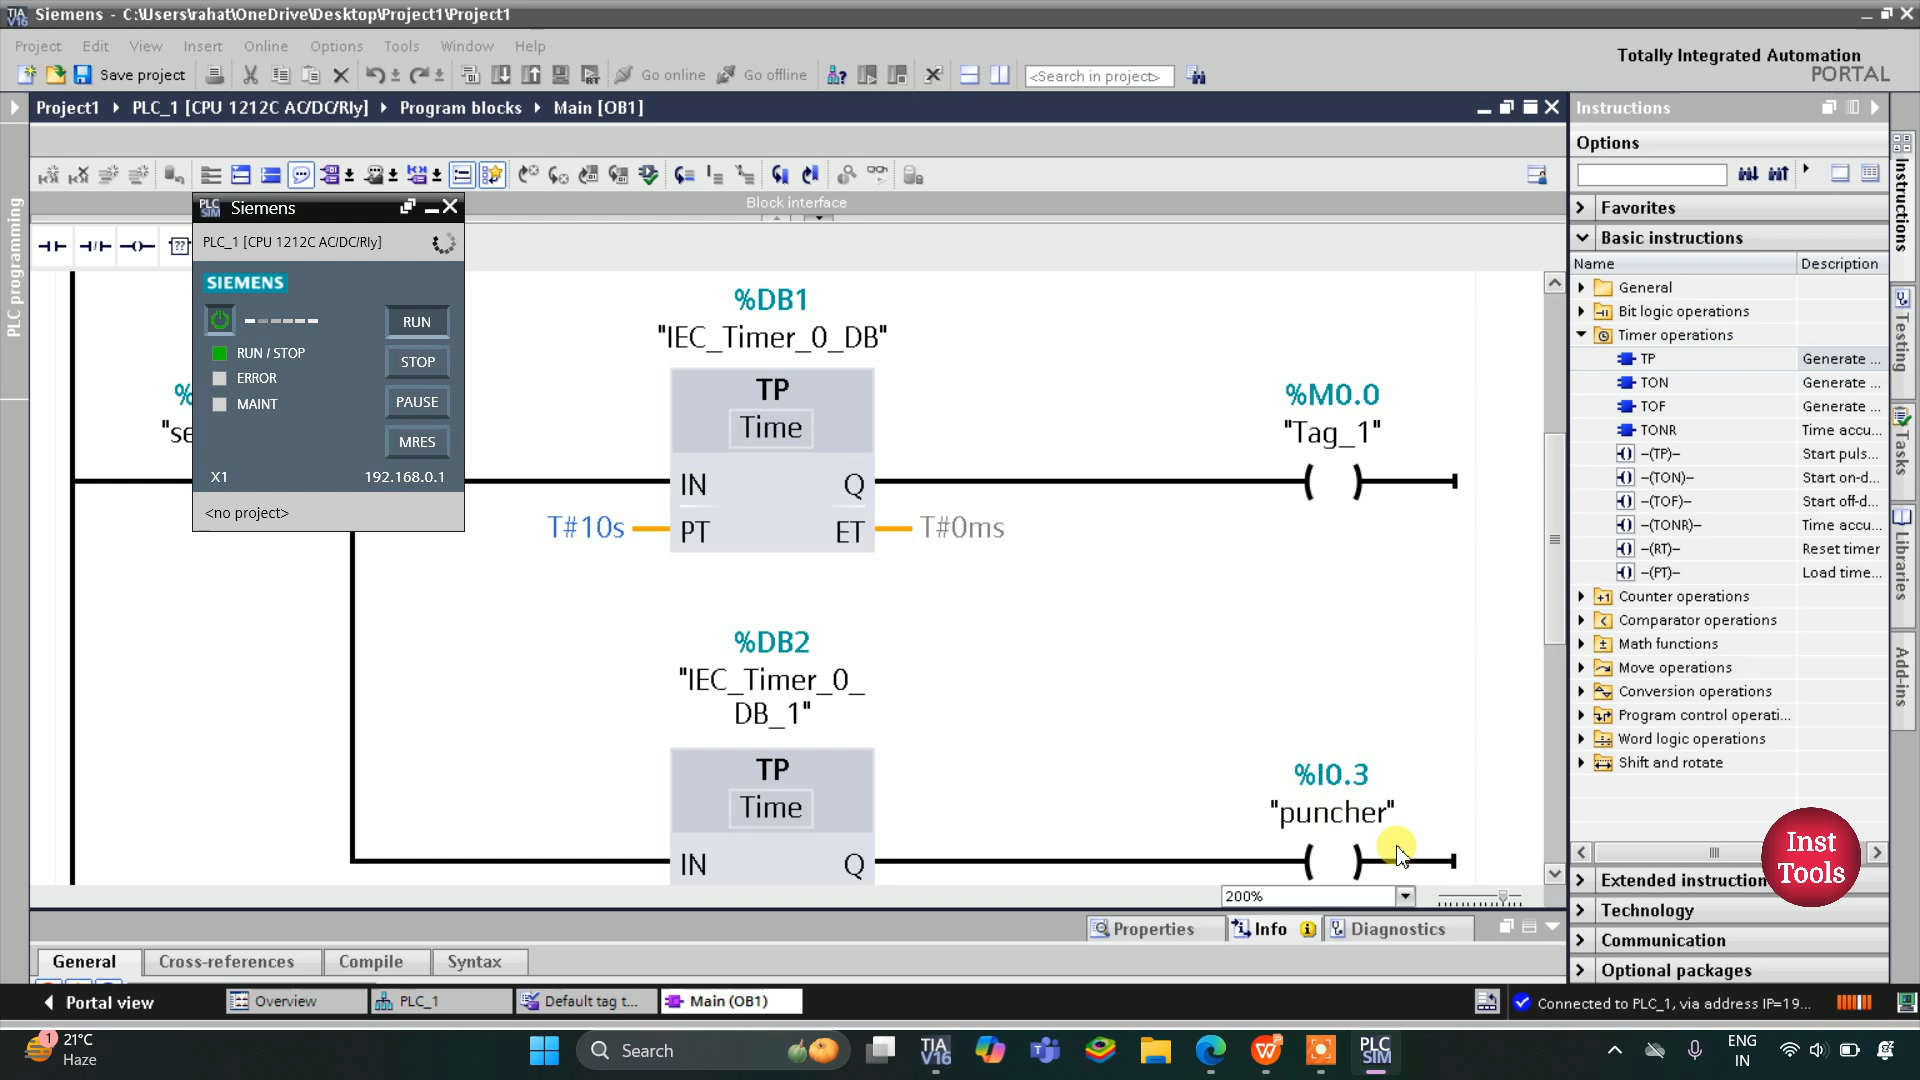 Siemens - C:\Users\rahat\OneDrive\Desktop\Project1\Project1
Project Edit View Insert Online Options Tools Window Help
Totally Integrated Automation
PORTAL
Save project Go online Go offline <Search in project>
Project1 PLC_1 [CPU 1212C AC/DC/Rly] Program blocks Main [OB1]
Block interface
PLC programming
PLC SIM Siemens
PLC_1 [CPU 1212C AC/DC/Rly]
SIEMENS
RUN
RUN / STOP
STOP
ERROR
MAINT
PAUSE
MRES
X1 192.168.0.1
<no project>
%
"se
%DB1
"IEC_Timer_0_DB"
TP
Time
IN Q
T#10s PT ET T#0ms
%M0.0
"Tag_1"
%DB2
"IEC_Timer_0_
DB_1"
TP
Time
IN Q
%I0.3
"puncher"
200%
Instructions
Options
Favorites
Basic instructions
Name Description
General
Bit logic operations
Timer operations
TP Generate ...
TON Generate ...
TOF Generate ...
TONR Time accu...
-(TP)- Start puls...
-(TON)- Start on-d...
-(TOF)- Start off-d...
-(TONR)- Time accu...
-(RT)- Reset timer
-(PT)- Load time...
Counter operations
Comparator operations
Math functions
Move operations
Conversion operations
Program control operati...
Word logic operations
Shift and rotate
Inst
Tools
Extended instruction
Technology
Communication
Optional packages
Instructions
Testing
Tasks
Libraries
Add-ins
Properties Info Diagnostics
General Cross-references Compile Syntax
Portal view Overview PLC_1 Default tag t... Main (OB1) Connected to PLC_1, via address IP=19...
1 21°C
Haze
Search
TIA V16
PLC SIM
ENG
IN